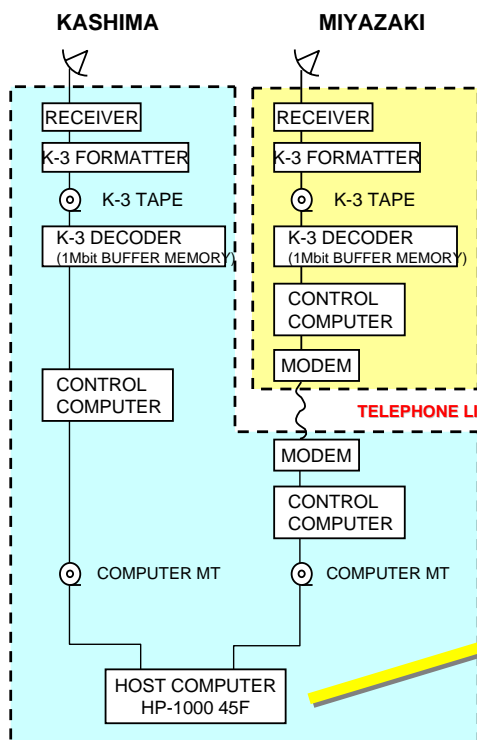 KASHIMA
MIYAZAKI
RECEIVER
RECEIVER
K-3 FORMATTER
K-3 FORMATTER
K-3 TAPE
K-3 TAPE
K-3 DECODER
(1Mbit BUFFER MEMORY)
K-3 DECODER
(1Mbit BUFFER MEMORY)
CONTROL
COMPUTER
MODEM
CONTROL
COMPUTER
TELEPHONE
MODEM
CONTROL
COMPUTER
COMPUTER MT
COMPUTER MT
HOST COMPUTER
HP-1000 45F